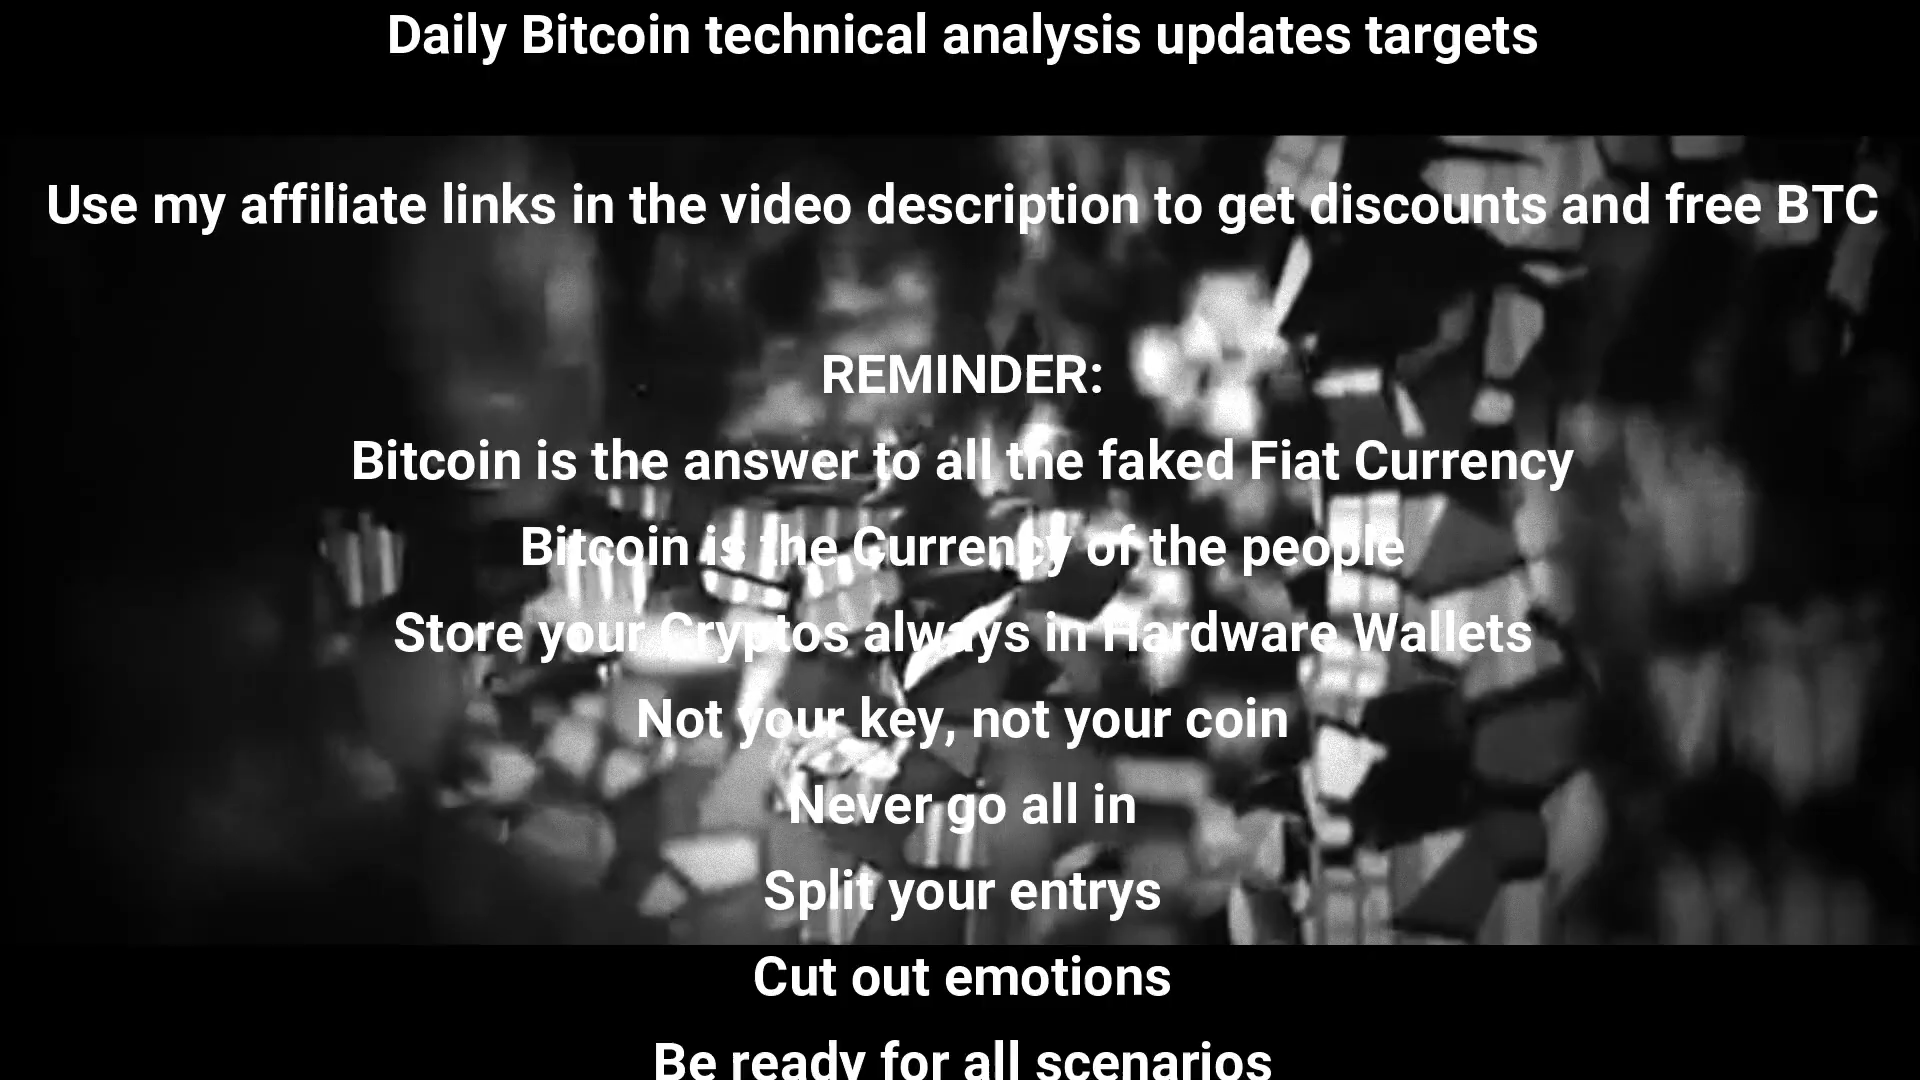 Daily Bitcoin technical analysis updates targets
Use my affiliate links in the video description to get discounts and free BTC
REMINDER:
Bitcoin is the answer to all the faked Fiat Currency
Bitcoin is the Currency of the people
Store your Cryptos always in Hardware Wallets
Not your key, not your coin
Never go all in
Split your entrys
Cut out emotions
Be ready for all scenarios